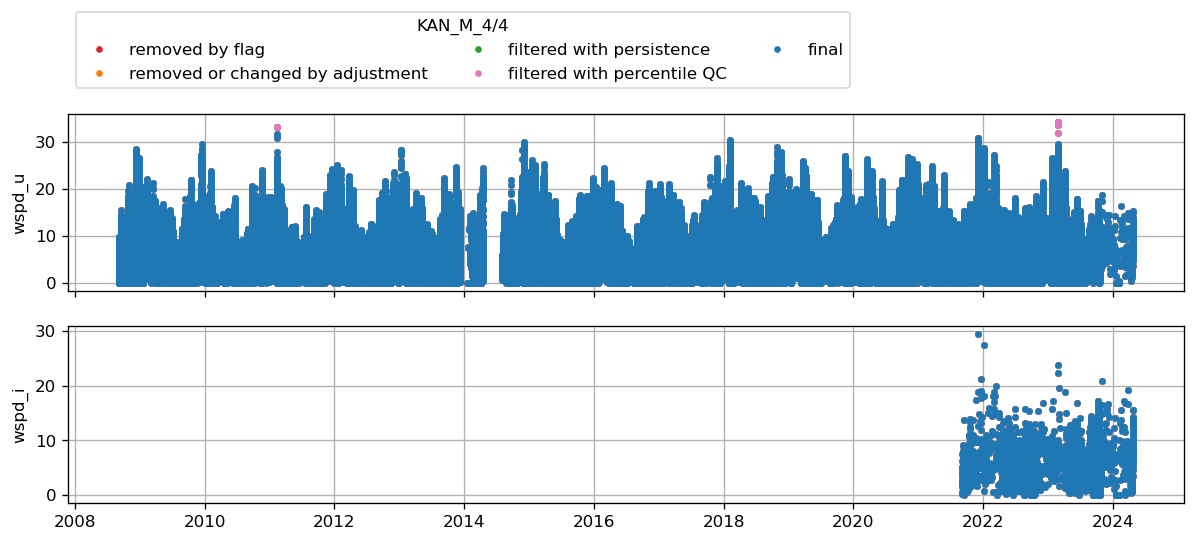 KAN_M_4/4
removed by flag
removed or changed by adjustment
filtered with persistence
filtered with percentile QC
final
wspd_u
30
20
10
0
wspd_i
30
20
10
0
2008 2010 2012 2014 2016 2018 2020 2022 2024